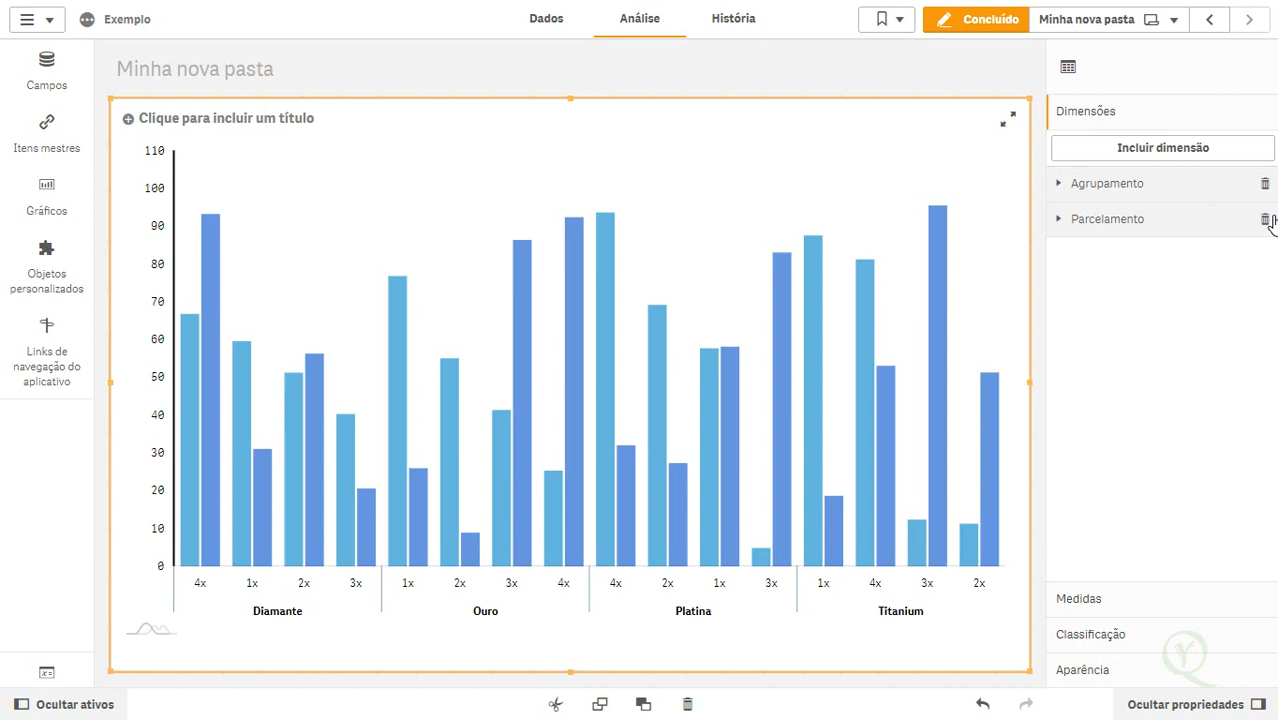 Exemplo
Dados
Análise
História
Concluído
Minha nova pasta
Campos
Itens mestres
Gráficos
Objetos
personalizados
Links de
navegação do
aplicativo
Minha nova pasta
Clique para incluir um título
110
100
90
80
70
60
50
40
30
20
10
0
4x 1x 2x 3x 1x 2x 3x 4x 4x 2x 1x 3x 1x 4x 3x 2x
Diamante Ouro Platina Titanium
Dimensões
Incluir dimensão
Agrupamento
Parcelamento
Medidas
Classificação
Aparência
Ocultar ativos
Ocultar propriedades